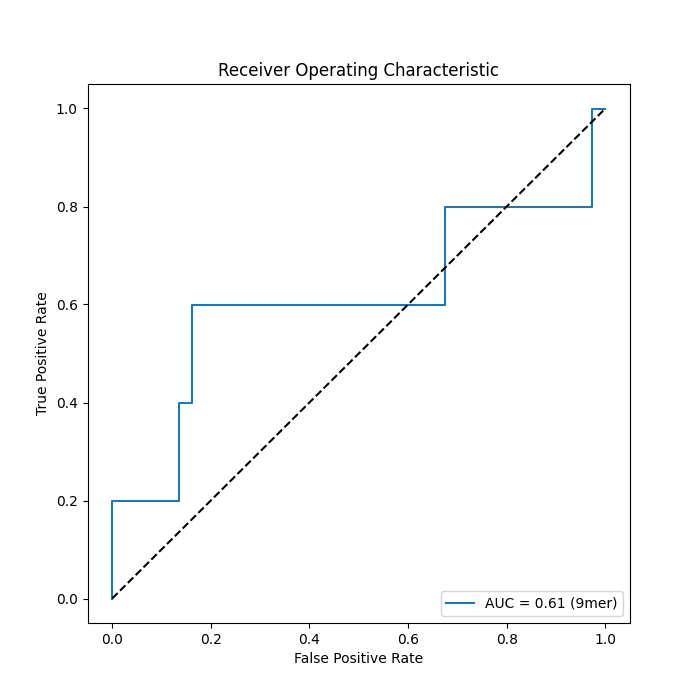 Receiver Operating Characteristic
1.0
0.8
0.6
0.4
0.2
0.0
True Positive Rate
AUC = 0.61 (9mer)
0.0 0.2 0.4 0.6 0.8 1.0
False Positive Rate